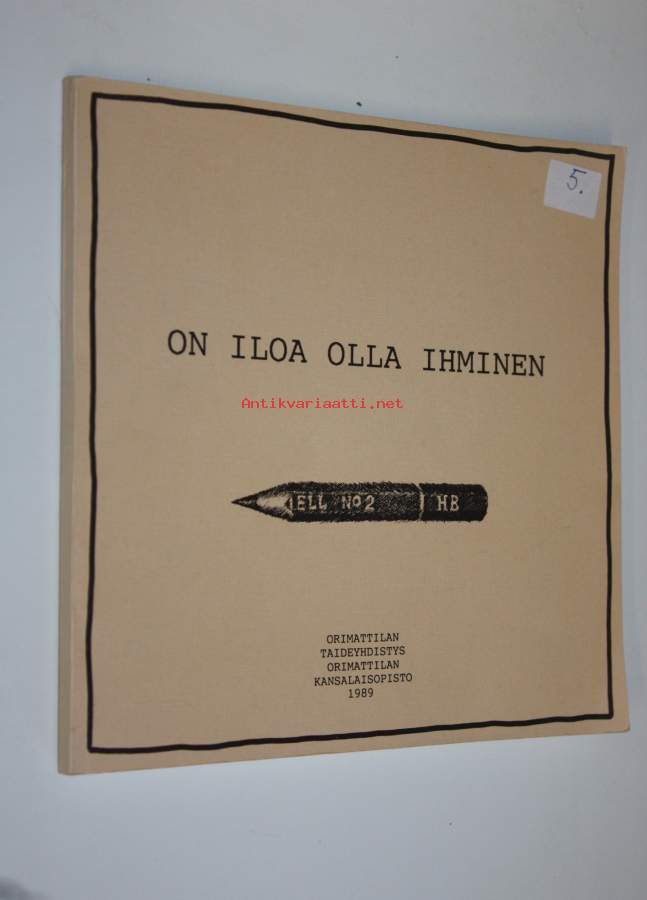 5.
ON ILOA OLLA IHMINEN
Antikvariaatti.net
ELL Nº2 HB
ORIMATTILAN
TAIDEYHDISTYS
ORIMATTILAN
KANSALAISOPISTO
1989